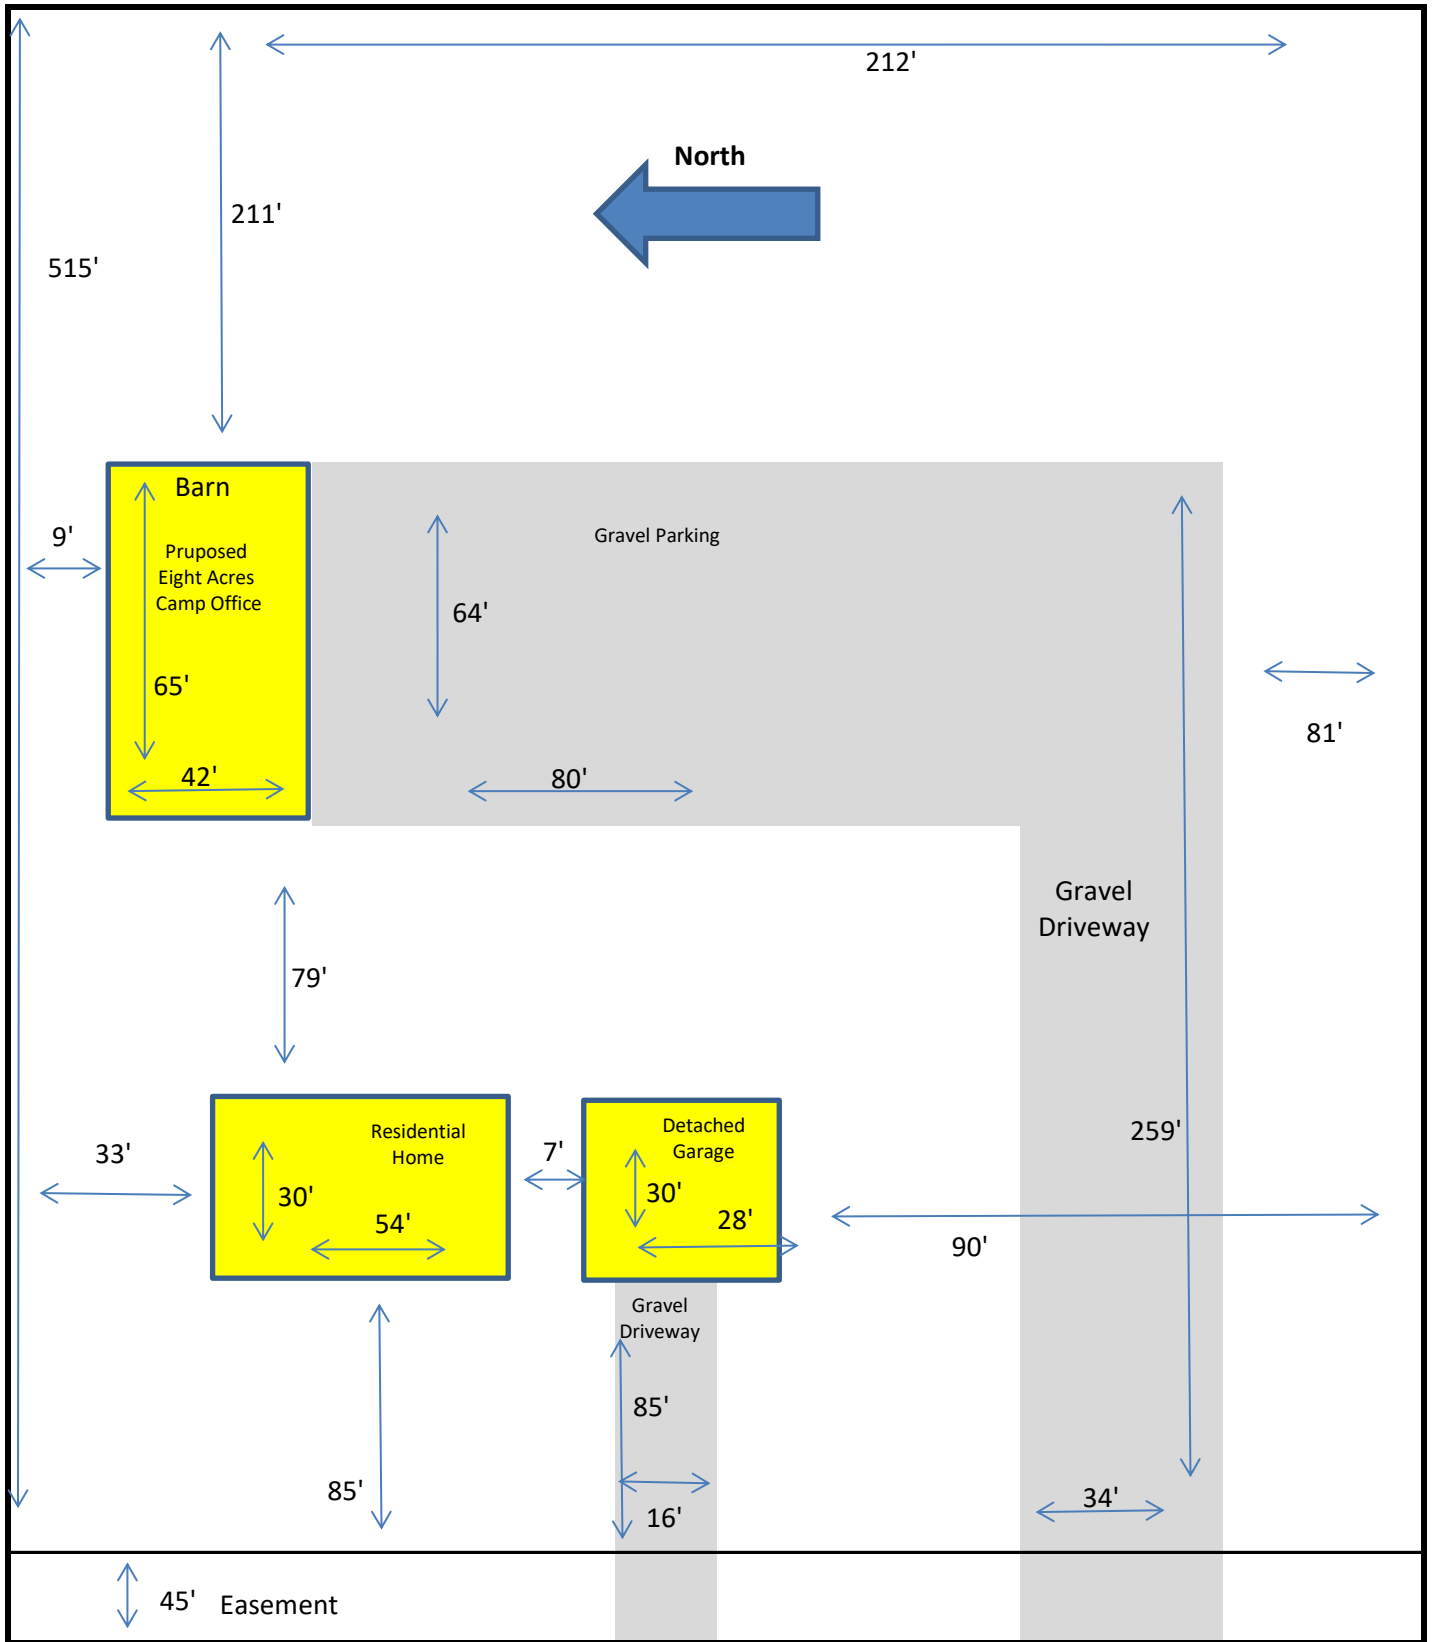 212'
North
211'
515'
Barn
9'
Gravel Parking
Pruposed
Eight Acres
Camp Office
64'
65'
81'
42'
80'
Gravel
Driveway
79'
Residential
Home
Detached
Garage
259'
33'
7'
30'
30'
54'
28'
90'
Gravel
Driveway
85'
85'
16'
34'
45'
Easement